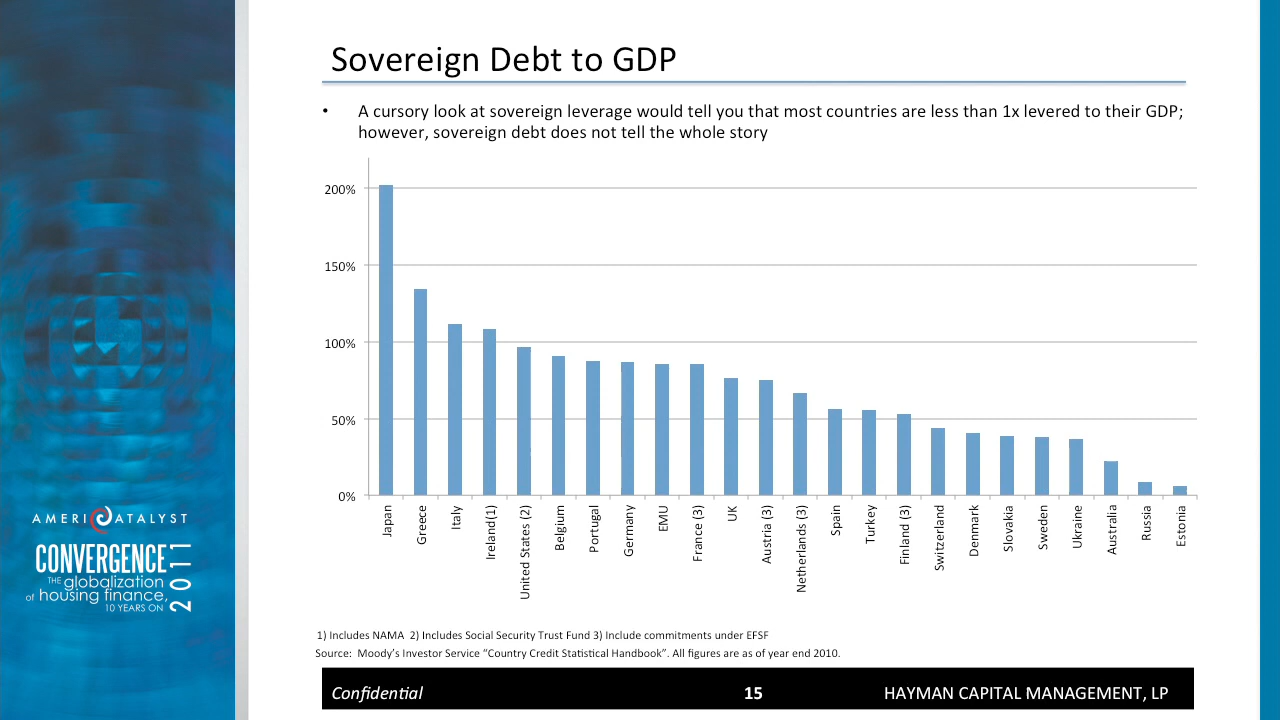 Sovereign Debt to GDP
• A cursory look at sovereign leverage would tell you that most countries are less than 1x levered to their GDP;
however, sovereign debt does not tell the whole story
200%
150%
100%
50%
0%
Japan
Greece
Italy
Ireland(1)
United States (2)
Belgium
Portugal
Germany
EMU
France (3)
UK
Austria (3)
Netherlands (3)
Spain
Turkey
Finland (3)
Switzerland
Denmark
Slovakia
Sweden
Ukraine
Australia
Russia
Estonia
1) Includes NAMA 2) Includes Social Security Trust Fund 3) Include commitments under EFSF
Source: Moody's Investor Service "Country Credit Statistical Handbook". All figures are as of year end 2010.
Confidential 15 HAYMAN CAPITAL MANAGEMENT, LP
AMERICATALYST
CONVERGENCE
THE globalization
of housing finance,
10 YEARS ON
2011